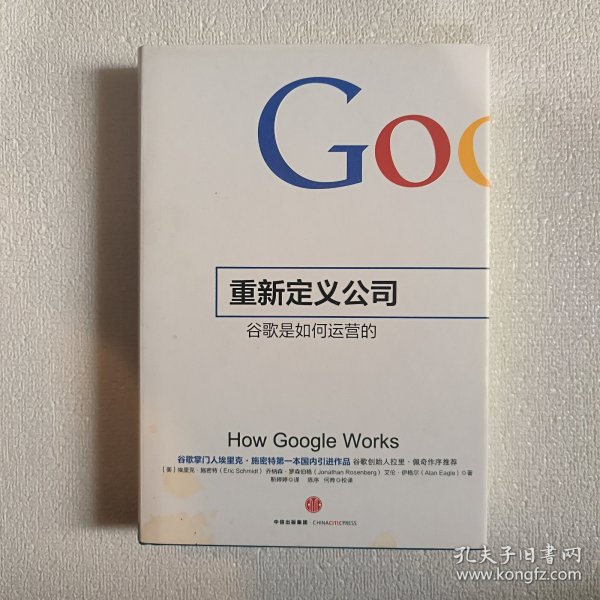 Goo
重新定义公司
谷歌是如何运营的
How Google Works
谷歌掌门人埃里克·施密特第一本国内引进作品 谷歌创始人拉里·佩奇作序推荐
［美］埃里克·施密特（Eric Schmidt） 乔纳森·罗森伯格（Jonathan Rosenberg） 艾伦·伊格尔（Alan Eagle）◎著
靳婷婷◎译 陈序 何晔◎校译
中信出版集团 CHINACITICPRESS
孔夫子旧书网
www.kongfz.com